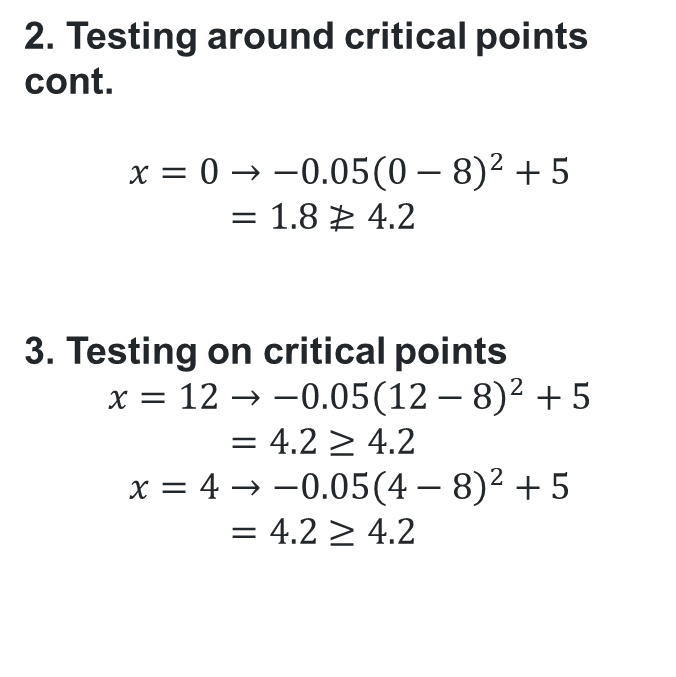 2. Testing around critical points
cont.
x = 0 → −0.05(0 − 8)² + 5
= 1.8 ≱ 4.2
3. Testing on critical points
x = 12 → −0.05(12 − 8)² + 5
= 4.2 ≥ 4.2
x = 4 → −0.05(4 − 8)² + 5
= 4.2 ≥ 4.2